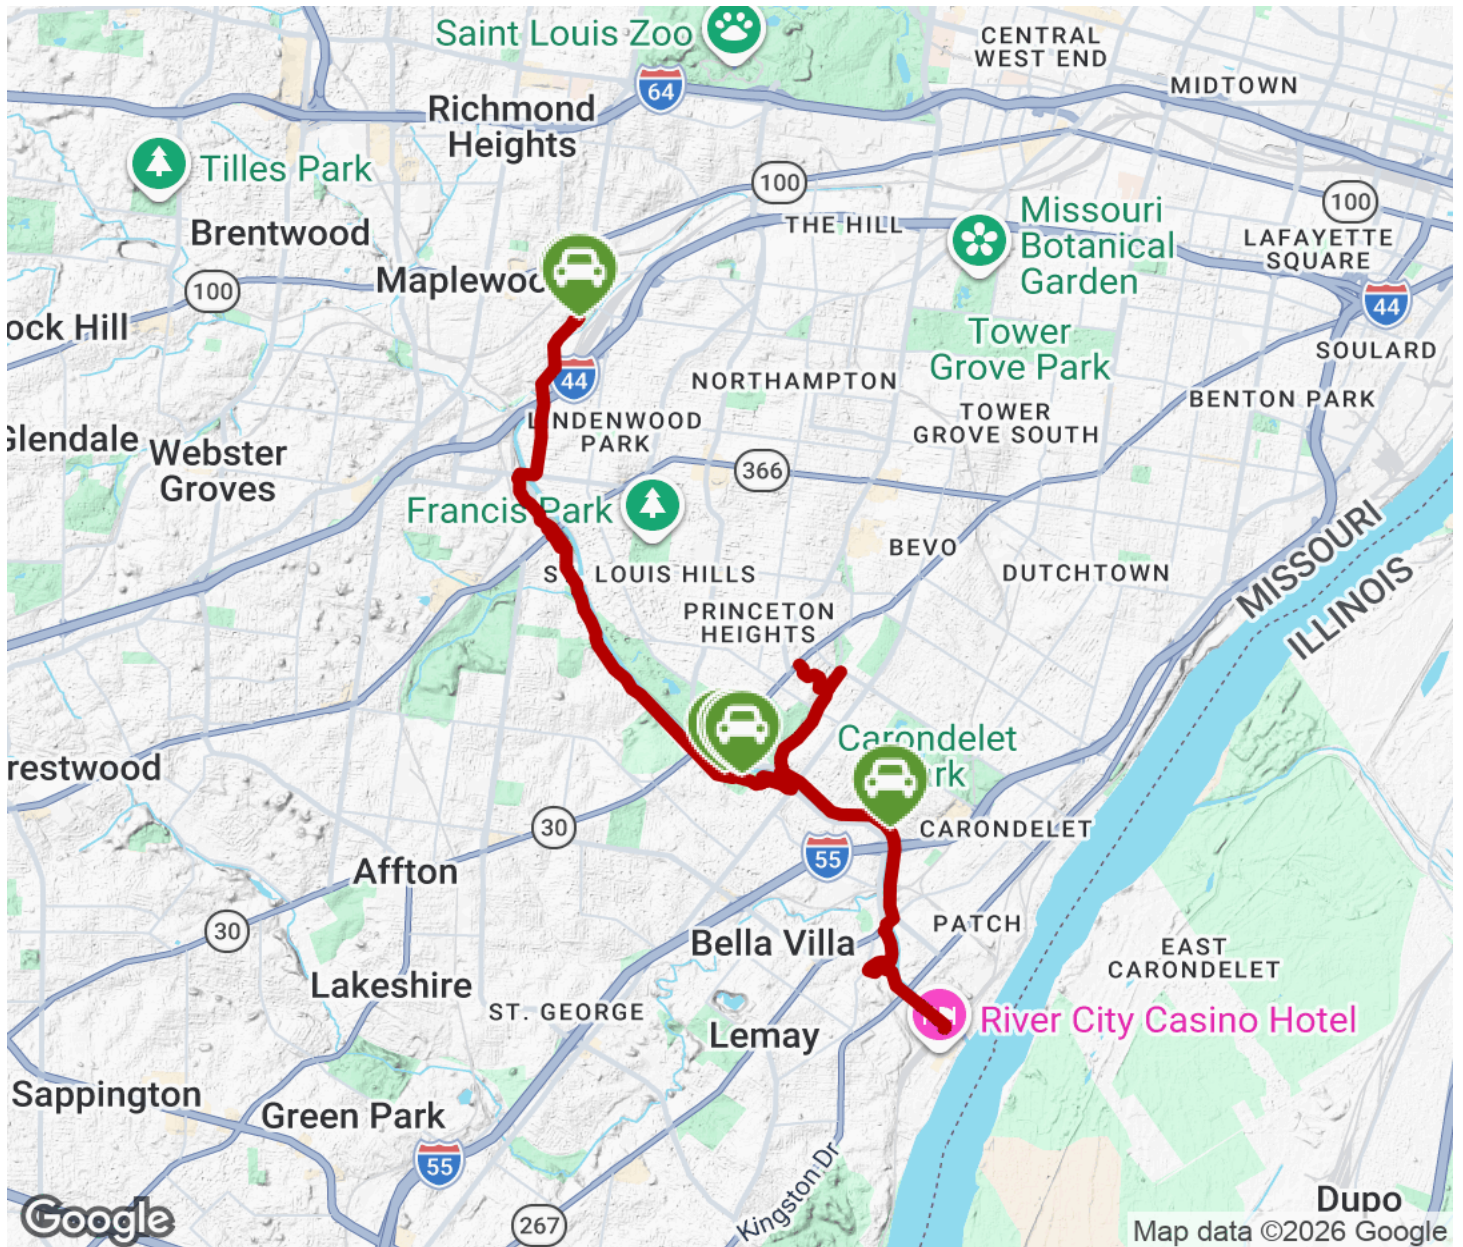 Saint Louis Zoo
CENTRAL
WEST END
64
MIDTOWN
Richmond
Heights
Tilles Park
100
100
Missouri
Botanical
Garden
THE HILL
LAFAYETTE
SQUARE
Brentwood
Maplewoo
100
44
ock Hill
Tower
Grove Park
SOULARD
44
NORTHAMPTON
BENTON PARK
LINDENWOOD
PARK
TOWER
GROVE SOUTH
Glendale
Webster
Groves
366
Francis Park
MISSOURI
ILLINOIS
BEVO
S LOUIS HILLS
DUTCHTOWN
PRINCETON
HEIGHTS
Carondelet
rk
restwood
30
CARONDELET
55
Affton
30
PATCH
Bella Villa
EAST
CARONDELET
Lakeshire
ST. GEORGE
Lemay
River City Casino Hotel
Sappington
Green Park
55
Kingston Dr
267
Dupo
Google
Map data ©2026 Google